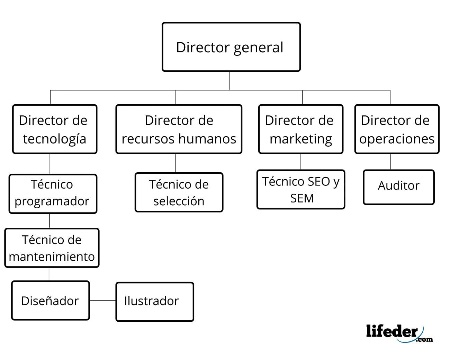 Director general
Director de
tecnología
Director de
recursos humanos
Director de
marketing
Director de
operaciones
Técnico
programador
Técnico de
selección
Técnico SEO y
SEM
Auditor
Técnico de
mantenimiento
Diseñador
Ilustrador
lifeder
.com